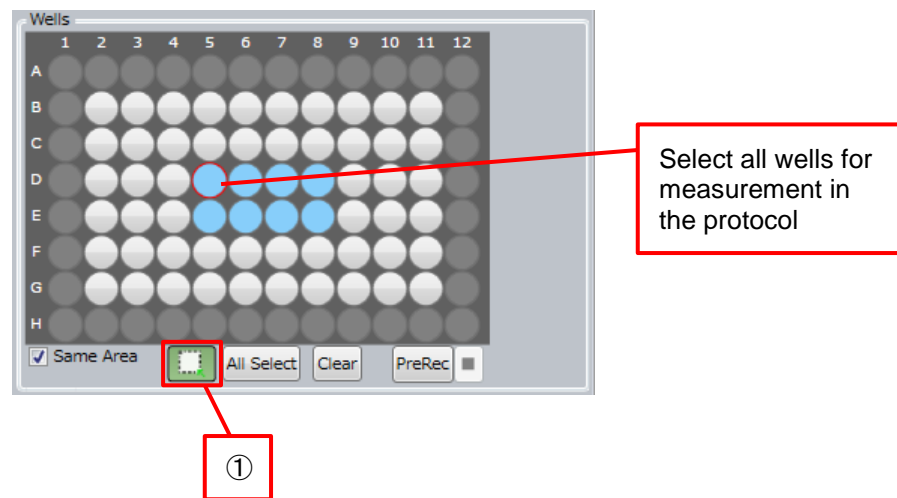 Wells
1 2 3 4 5 6 7 8 9 10 11 12
A
B
C
D
E
F
G
H
Select all wells for
measurement in
the protocol
Same Area
All Select
Clear
PreRec
①